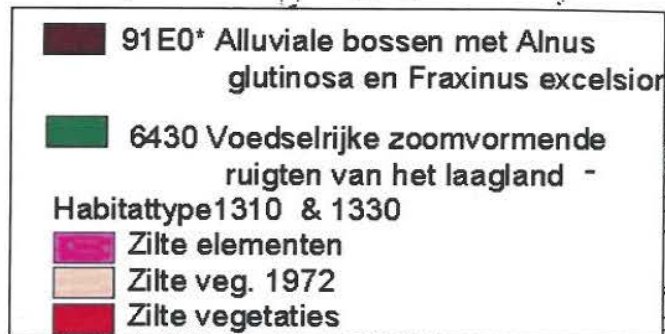 91E0* Alluviale bossen met Alnus
glutinosa en Fraxinus excelsior
6430 Voedselrijke zoomvormende
ruigten van het laagland -
Habitattype1310 & 1330
Zilte elementen
Zilte veg. 1972
Zilte vegetaties